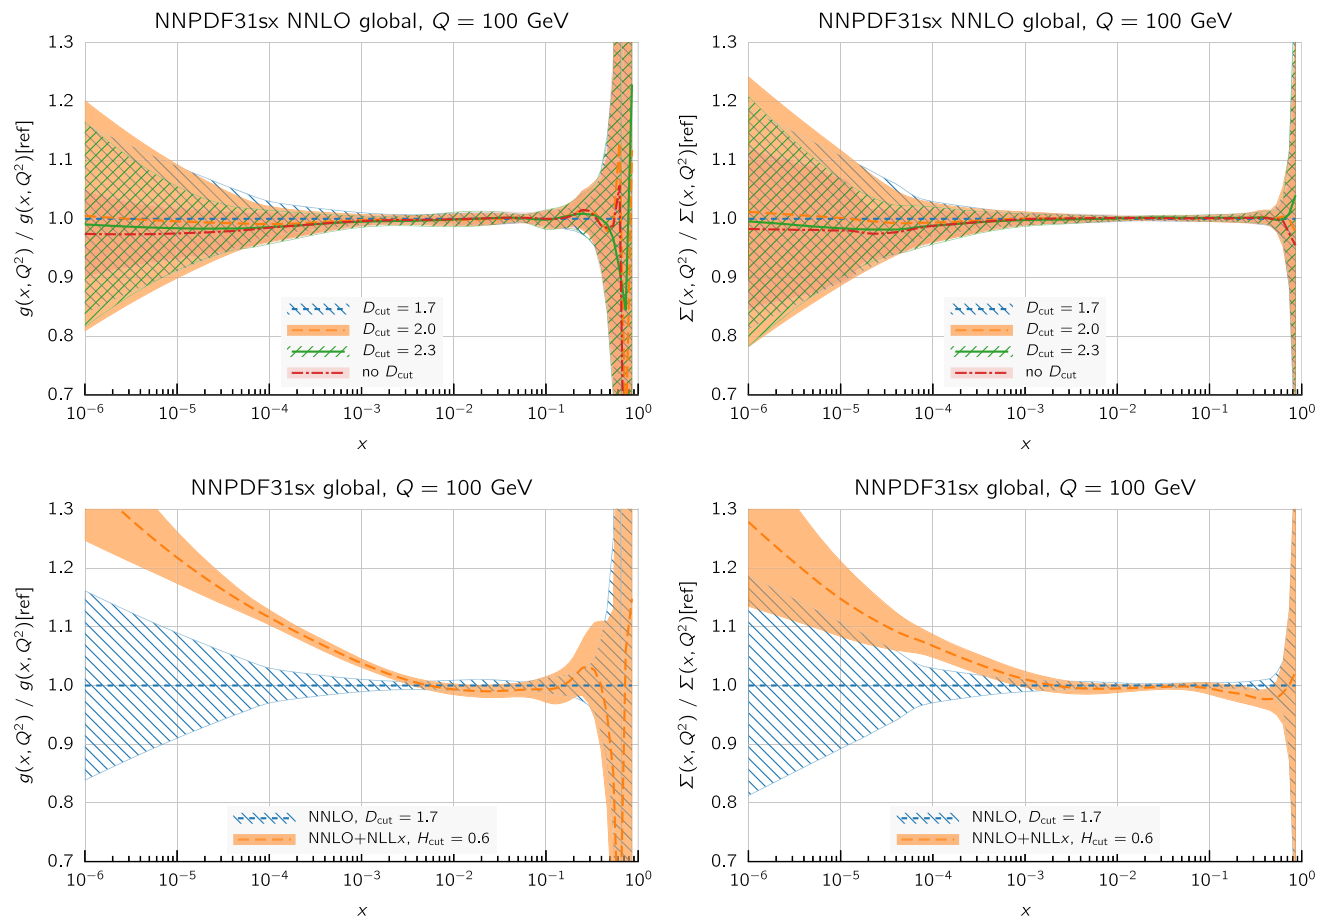 NNPDF31sx NNLO global, Q = 100 GeV
g(x, Q²) / g(x, Q²)[ref]
1.3
1.2
1.1
1.0
0.9
0.8
0.7
D_cut = 1.7
D_cut = 2.0
D_cut = 2.3
no D_cut
10⁻⁶ 10⁻⁵ 10⁻⁴ 10⁻³ 10⁻² 10⁻¹ 10⁰
x
NNPDF31sx NNLO global, Q = 100 GeV
Σ(x, Q²) / Σ(x, Q²)[ref]
1.3
1.2
1.1
1.0
0.9
0.8
0.7
D_cut = 1.7
D_cut = 2.0
D_cut = 2.3
no D_cut
10⁻⁶ 10⁻⁵ 10⁻⁴ 10⁻³ 10⁻² 10⁻¹ 10⁰
x
NNPDF31sx global, Q = 100 GeV
g(x, Q²) / g(x, Q²)[ref]
1.3
1.2
1.1
1.0
0.9
0.8
0.7
NNLO, D_cut = 1.7
NNLO+NLLx, H_cut = 0.6
10⁻⁶ 10⁻⁵ 10⁻⁴ 10⁻³ 10⁻² 10⁻¹ 10⁰
x
NNPDF31sx global, Q = 100 GeV
Σ(x, Q²) / Σ(x, Q²)[ref]
1.3
1.2
1.1
1.0
0.9
0.8
0.7
NNLO, D_cut = 1.7
NNLO+NLLx, H_cut = 0.6
10⁻⁶ 10⁻⁵ 10⁻⁴ 10⁻³ 10⁻² 10⁻¹ 10⁰
x